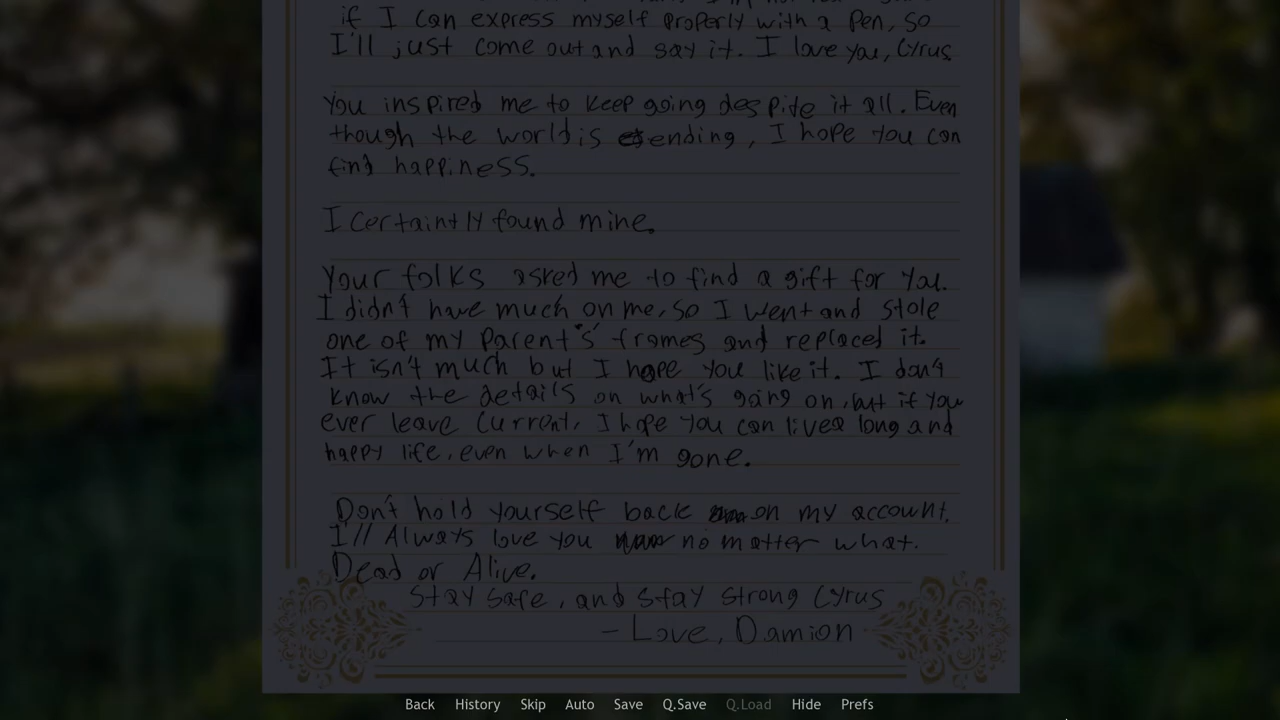 if I can express myself properly with a pen, so
I'll just come out and say it. I love you, Cyrus
You inspired me to keep going despite it all. Even
though the world is ending, I hope you can
find happiness.
I Certaintly found mine.
Your folks asked me to find a gift for you.
I didn't have much on me, so I went and stole
one of my Parent's' frames and replaced it.
It isn't much but I hope you like it. I don't
know the details on what's going on, but if you
ever leave Current, I hope you can live long and
happy life, even when I'm gone.
Don't hold yourself back on my account.
I'll Always love you no matter what.
Dead or Alive.
Stay Safe, and Stay Strong Cyrus
- Love, Damion
Back History Skip Auto Save Q.Save Q.Load Hide Prefs